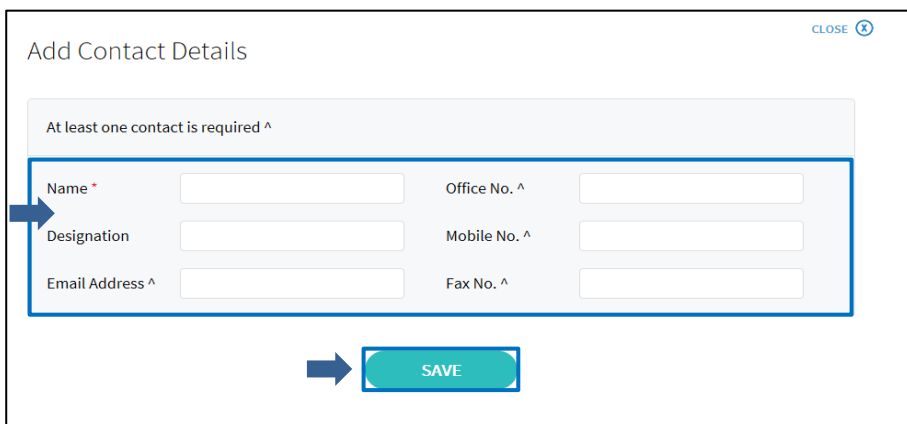 CLOSE X
Add Contact Details
At least one contact is required ^
Name * Office No. ^
Designation Mobile No. ^
Email Address ^ Fax No. ^
SAVE